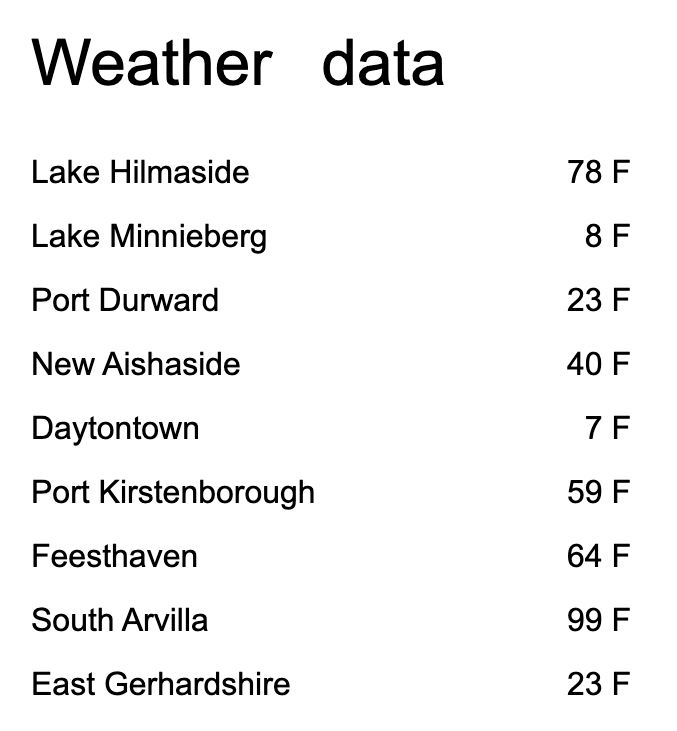 Weather data
Lake Hilmaside 78 F
Lake Minnieberg 8 F
Port Durward 23 F
New Aishaside 40 F
Daytontown 7 F
Port Kirstenborough 59 F
Feesthaven 64 F
South Arvilla 99 F
East Gerhardshire 23 F